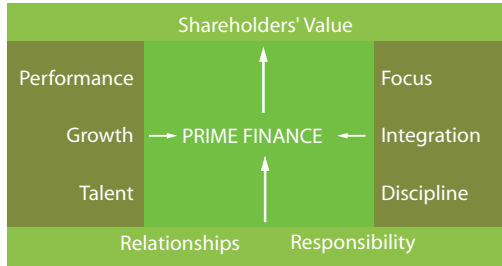 Shareholders' Value
Performance
Focus
Growth
PRIME FINANCE
Integration
Talent
Discipline
Relationships
Responsibility